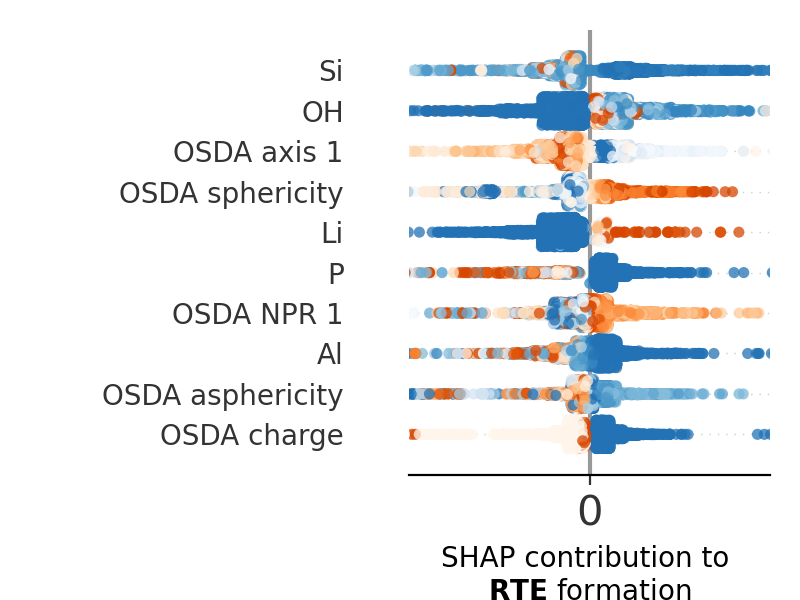 Si
OH
OSDA axis 1
OSDA sphericity
Li
P
OSDA NPR 1
Al
OSDA asphericity
OSDA charge
0
SHAP contribution to
RTE formation